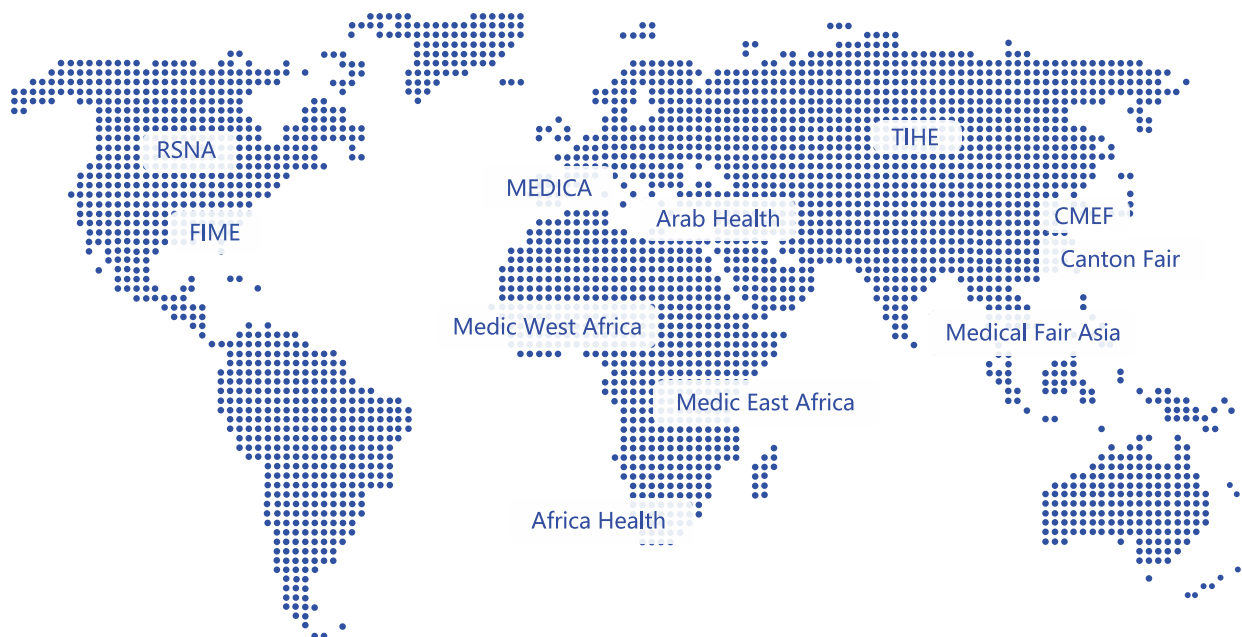 TIHE
RSNA
MEDICA
Arab Health
CMEF
FIME
Canton Fair
Medic West Africa
Medical Fair Asia
Medic East Africa
Africa Health